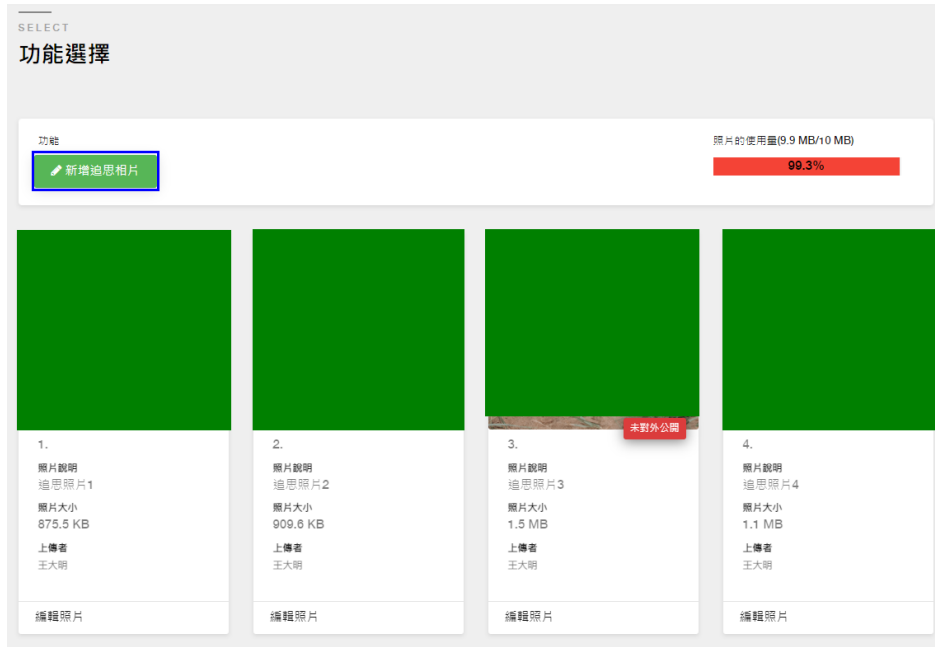 SELECT
功能選擇
功能
照片的使用量(9.9 MB/10 MB)
新增追思相片
99.3%
未對外公開
1.
照片說明
追思照片1
照片大小
875.5 KB
上傳者
王大明
編輯照片
2.
照片說明
追思照片2
照片大小
909.6 KB
上傳者
王大明
編輯照片
3.
照片說明
追思照片3
照片大小
1.5 MB
上傳者
王大明
編輯照片
4.
照片說明
追思照片4
照片大小
1.1 MB
上傳者
王大明
編輯照片